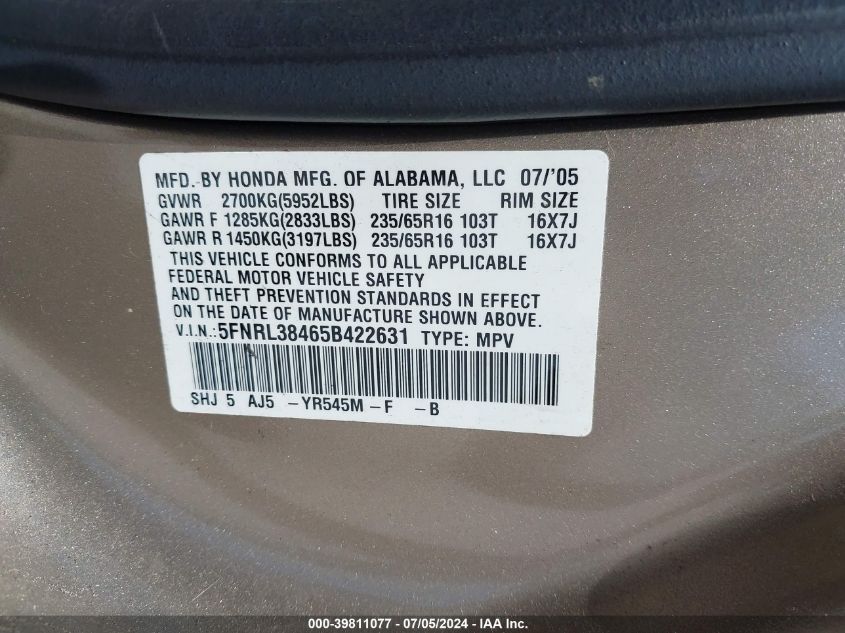 MFD. BY HONDA MFG. OF ALABAMA, LLC 07/'05
GVWR 2700KG(5952LBS) TIRE SIZE RIM SIZE
GAWR F 1285KG(2833LBS) 235/65R16 103T 16X7J
GAWR R 1450KG(3197LBS) 235/65R16 103T 16X7J
THIS VEHICLE CONFORMS TO ALL APPLICABLE
FEDERAL MOTOR VEHICLE SAFETY
AND THEFT PREVENTION STANDARDS IN EFFECT
ON THE DATE OF MANUFACTURE SHOWN ABOVE.
V.I.N.: 5FNRL38465B422631 TYPE: MPV
SHJ 5 AJ5 -YR545M -F -B
000-39811077 - 07/05/2024 - IAA Inc.